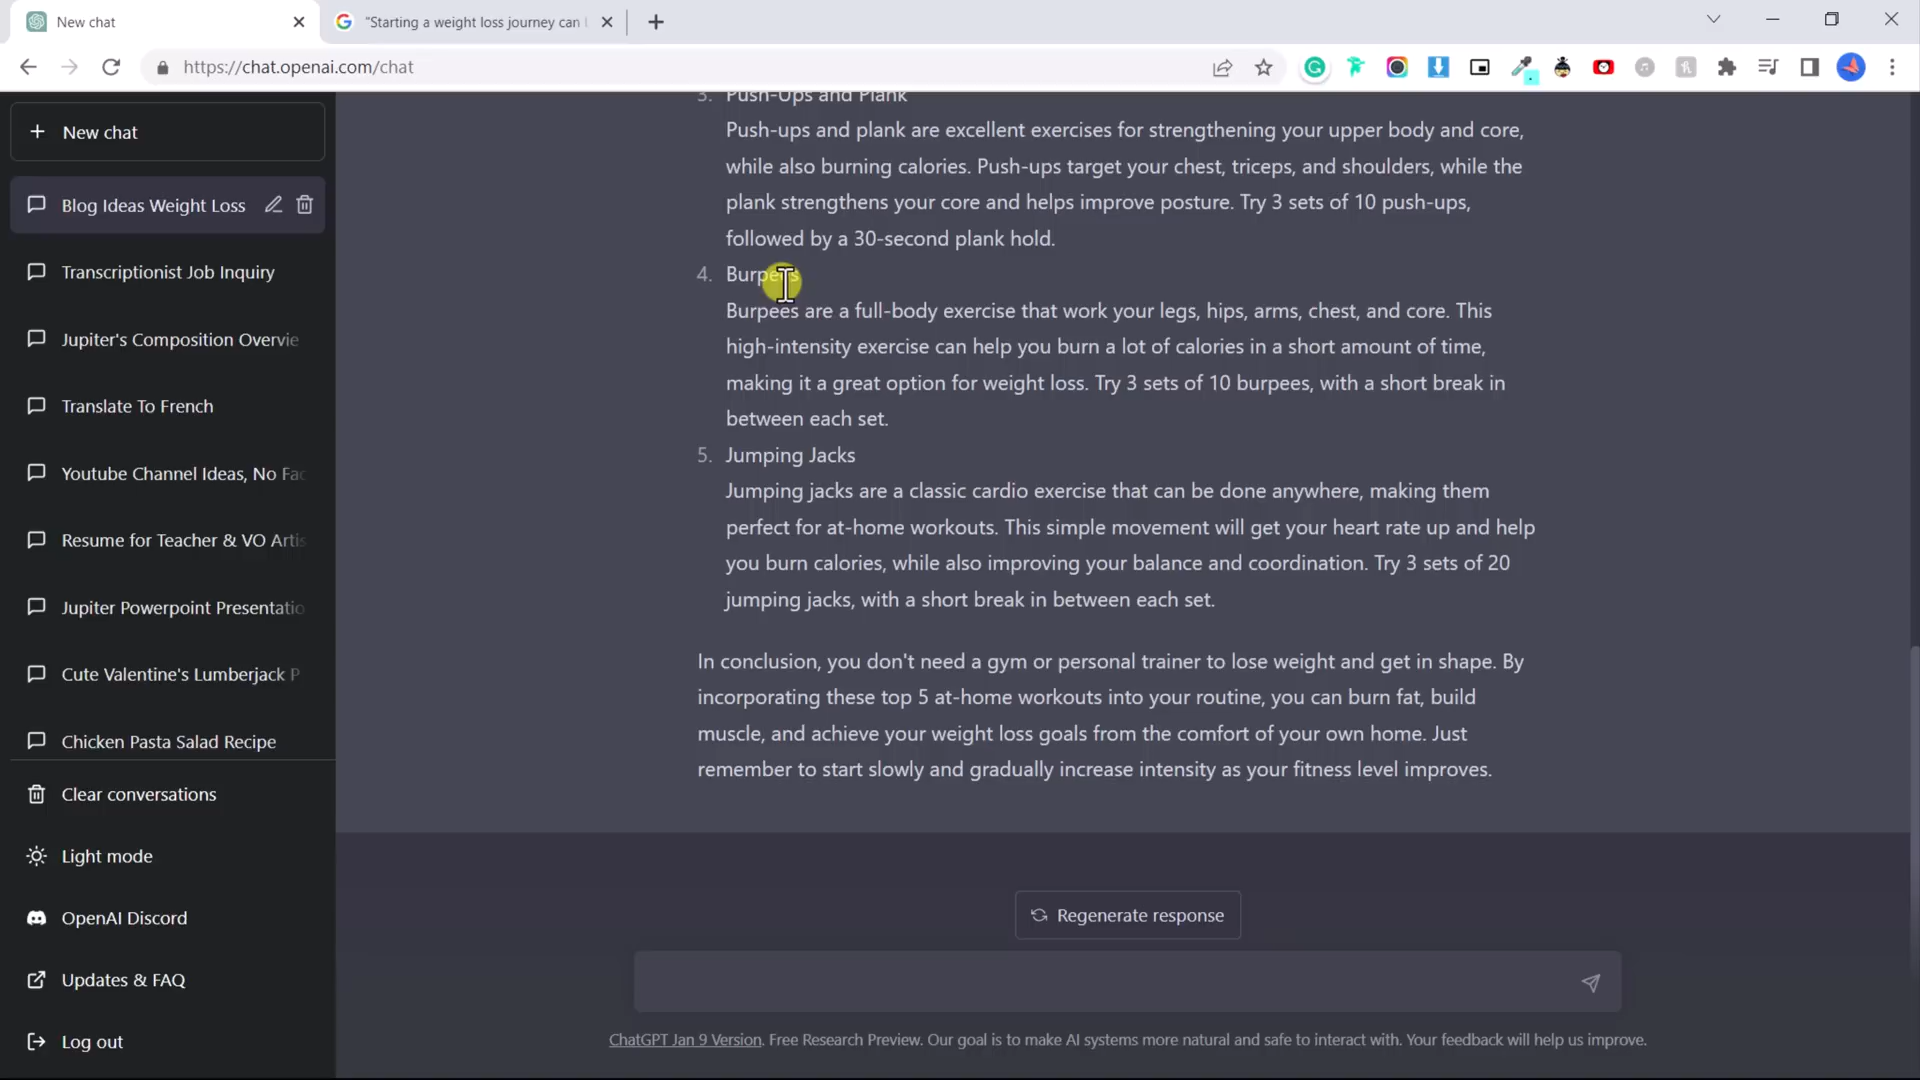 New chat
"Starting a weight loss journey can
https://chat.openai.com/chat
New chat
Blog Ideas Weight Loss
Transcriptionist Job Inquiry
Jupiter's Composition Overvie
Translate To French
Youtube Channel Ideas, No Fac
Resume for Teacher & VO Artis
Jupiter Powerpoint Presentatio
Cute Valentine's Lumberjack P
Chicken Pasta Salad Recipe
Clear conversations
Light mode
OpenAI Discord
Updates & FAQ
Log out
3. Push-Ups and Plank
Push-ups and plank are excellent exercises for strengthening your upper body and core,
while also burning calories. Push-ups target your chest, triceps, and shoulders, while the
plank strengthens your core and helps improve posture. Try 3 sets of 10 push-ups,
followed by a 30-second plank hold.
4. Burpees
Burpees are a full-body exercise that work your legs, hips, arms, chest, and core. This
high-intensity exercise can help you burn a lot of calories in a short amount of time,
making it a great option for weight loss. Try 3 sets of 10 burpees, with a short break in
between each set.
5. Jumping Jacks
Jumping jacks are a classic cardio exercise that can be done anywhere, making them
perfect for at-home workouts. This simple movement will get your heart rate up and help
you burn calories, while also improving your balance and coordination. Try 3 sets of 20
jumping jacks, with a short break in between each set.
In conclusion, you don't need a gym or personal trainer to lose weight and get in shape. By
incorporating these top 5 at-home workouts into your routine, you can burn fat, build
muscle, and achieve your weight loss goals from the comfort of your own home. Just
remember to start slowly and gradually increase intensity as your fitness level improves.
Regenerate response
ChatGPT Jan 9 Version. Free Research Preview. Our goal is to make AI systems more natural and safe to interact with. Your feedback will help us improve.